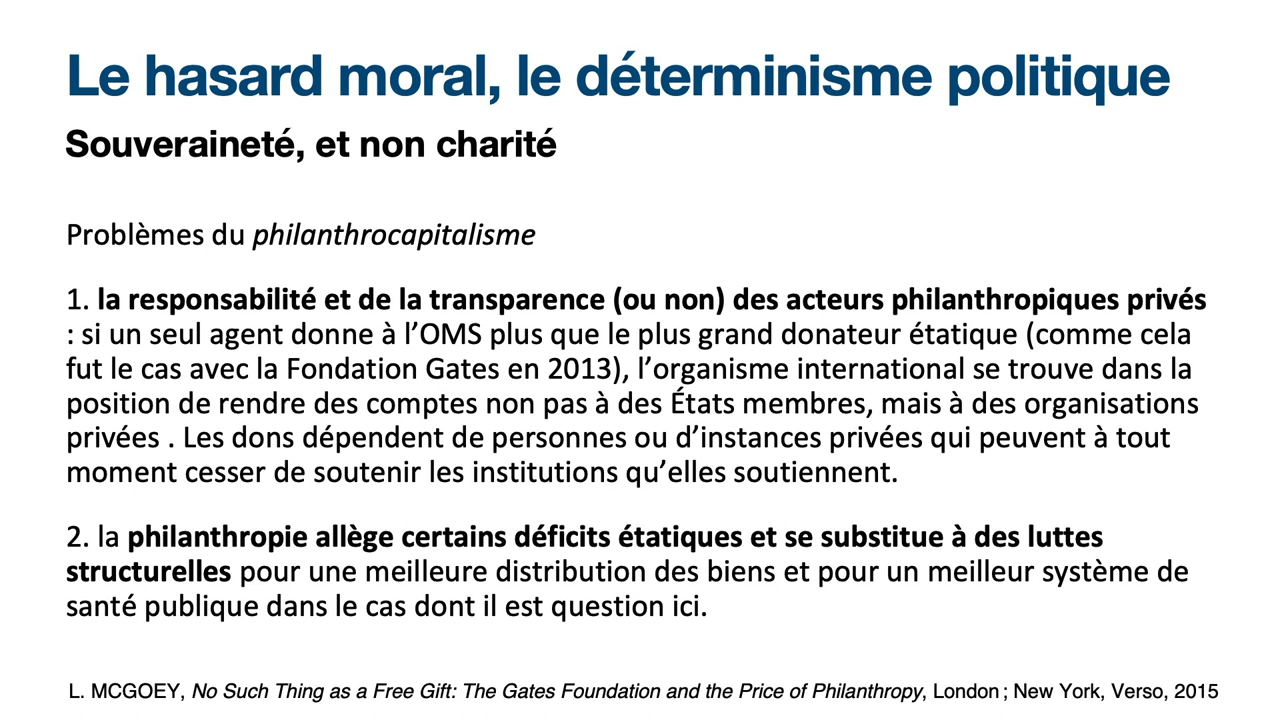 Le hasard moral, le déterminisme politique
Souveraineté, et non charité
Problèmes du philanthrocapitalisme
1. la responsabilité et de la transparence (ou non) des acteurs philanthropiques privés
: si un seul agent donne à l’OMS plus que le plus grand donateur étatique (comme cela
fut le cas avec la Fondation Gates en 2013), l’organisme international se trouve dans la
position de rendre des comptes non pas à des États membres, mais à des organisations
privées . Les dons dépendent de personnes ou d’instances privées qui peuvent à tout
moment cesser de soutenir les institutions qu’elles soutiennent.
2. la philanthropie allège certains déficits étatiques et se substitue à des luttes
structurelles pour une meilleure distribution des biens et pour un meilleur système de
santé publique dans le cas dont il est question ici.
L. MCGOEY, No Such Thing as a Free Gift: The Gates Foundation and the Price of Philanthropy, London ; New York, Verso, 2015